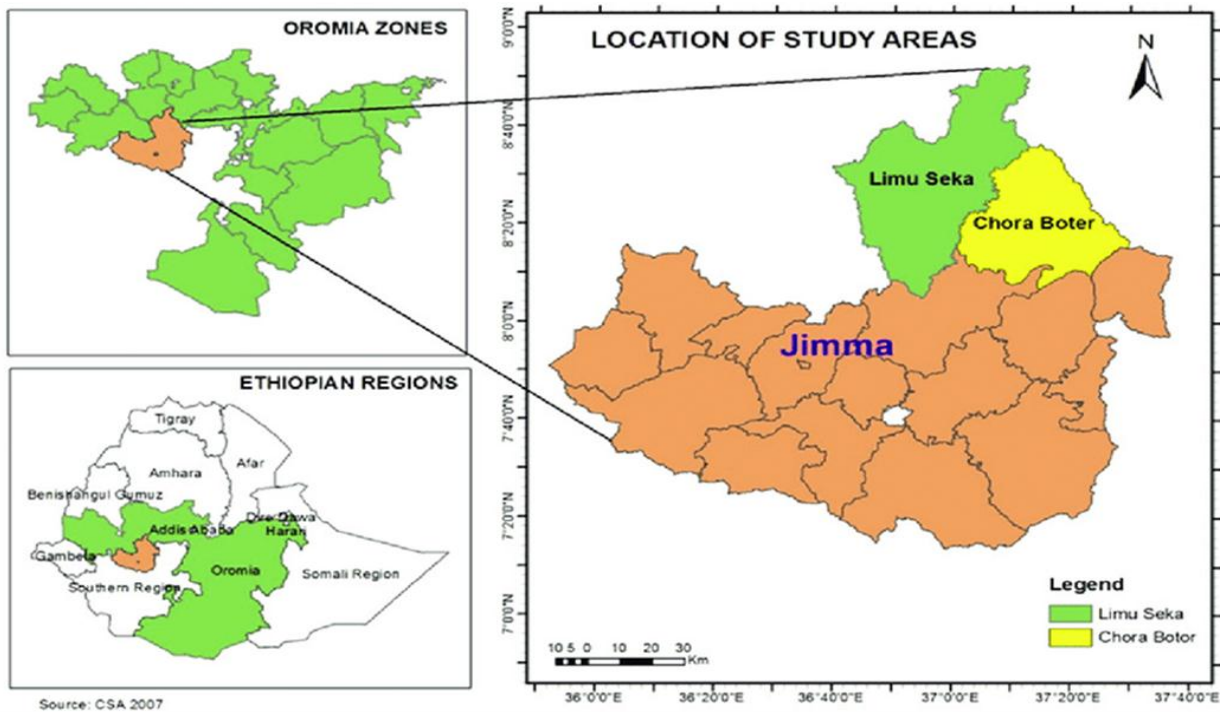 OROMIA ZONES
ETHIOPIAN REGIONS
Tigray
Afar
Amhara
Benishangul Gumuz
Dire Dawa
Addis Ababa
Harari
Gambela
Oromia
Somali Region
Southern Region
Source: CSA 2007
LOCATION OF STUDY AREAS
N
Limu Seka
Chora Boter
Jimma
Legend
Limu Seka
Chora Botor
10 5 0 10 20 30
Km
9°0'0"N
8°40'0"N
8°20'0"N
8°0'0"N
7°40'0"N
7°20'0"N
7°0'0"N
36°0'0"E 36°20'0"E 36°40'0"E 37°0'0"E 37°20'0"E 37°40'0"E